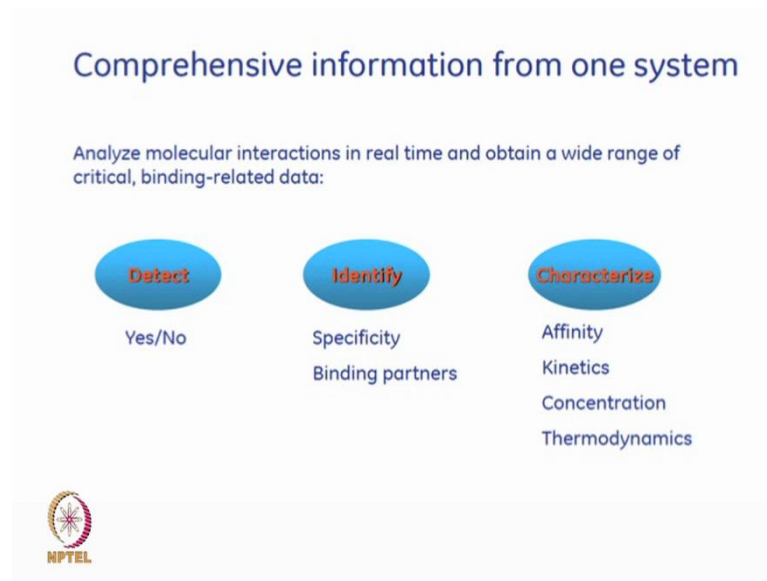 Comprehensive information from one system
Analyze molecular interactions in real time and obtain a wide range of
critical, binding-related data:
Detect
Identify
Characterize
Yes/No
Specificity
Binding partners
Affinity
Kinetics
Concentration
Thermodynamics
NPTEL